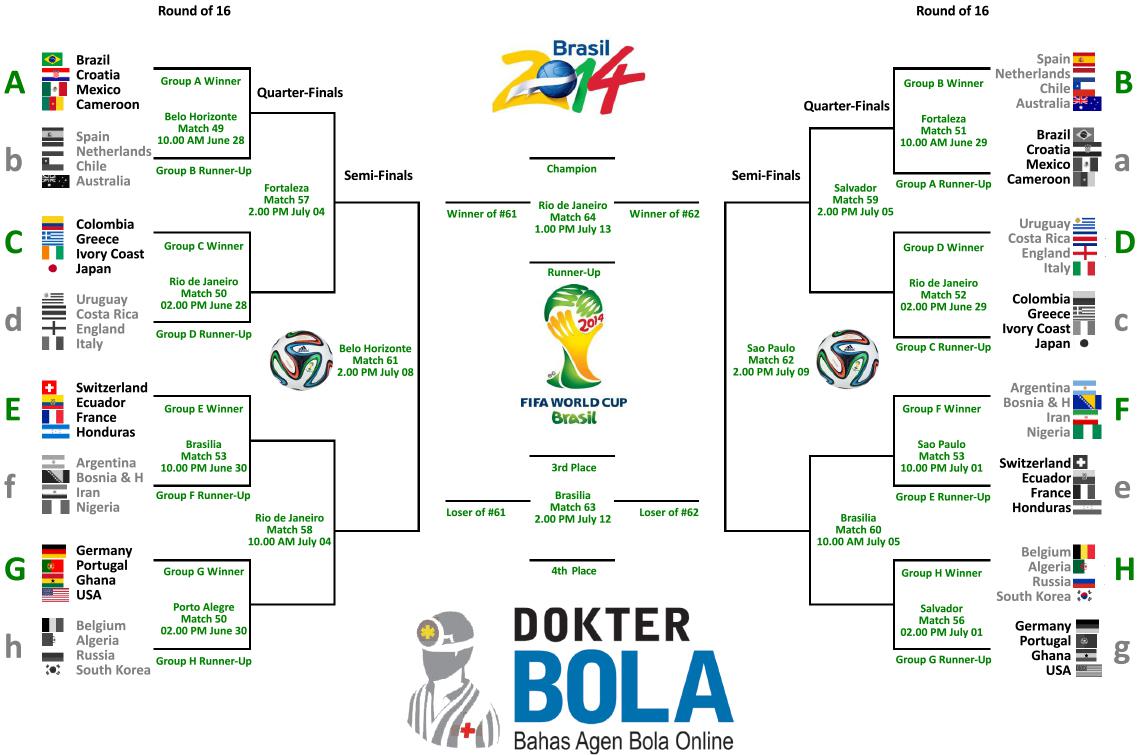 Round of 16
Round of 16
Brasil
2014
A
Brazil
Croatia
Mexico
Cameroon
b
Spain
Netherlands
Chile
Australia
Group A Winner
Belo Horizonte
Match 49
10.00 AM June 28
Group B Runner-Up
Quarter-Finals
Fortaleza
Match 57
2.00 PM July 04
Semi-Finals
C
Colombia
Greece
Ivory Coast
Japan
d
Uruguay
Costa Rica
England
Italy
Group C Winner
Rio de Janeiro
Match 50
02.00 PM June 28
Group D Runner-Up
Belo Horizonte
Match 61
2.00 PM July 08
E
Switzerland
Ecuador
France
Honduras
f
Argentina
Bosnia & H
Iran
Nigeria
Group E Winner
Brasilia
Match 53
10.00 PM June 30
Group F Runner-Up
Rio de Janeiro
Match 58
10.00 AM July 04
G
Germany
Portugal
Ghana
USA
h
Belgium
Algeria
Russia
South Korea
Group G Winner
Porto Alegre
Match 50
02.00 PM June 30
Group H Runner-Up
Champion
Winner of #61
Rio de Janeiro
Match 64
1.00 PM July 13
Winner of #62
Runner-Up
2014
FIFA WORLD CUP
Brasil
3rd Place
Loser of #61
Brasilia
Match 63
2.00 PM July 12
Loser of #62
4th Place
DOKTER
BOLA
Bahas Agen Bola Online
Semi-Finals
Quarter-Finals
Salvador
Match 59
2.00 PM July 05
Group B Winner
Fortaleza
Match 51
10.00 AM June 29
Group A Runner-Up
Spain
Netherlands
Chile
Australia
B
Brazil
Croatia
Mexico
Cameroon
a
Group D Winner
Rio de Janeiro
Match 52
02.00 PM June 29
Group C Runner-Up
Uruguay
Costa Rica
England
Italy
D
Colombia
Greece
Ivory Coast
Japan
c
Sao Paulo
Match 62
2.00 PM July 09
Group F Winner
Sao Paulo
Match 53
10.00 PM July 01
Group E Runner-Up
Argentina
Bosnia & H
Iran
Nigeria
F
Switzerland
Ecuador
France
Honduras
e
Brasilia
Match 60
10.00 AM July 05
Group H Winner
Salvador
Match 56
02.00 PM July 01
Group G Runner-Up
Belgium
Algeria
Russia
South Korea
H
Germany
Portugal
Ghana
USA
g